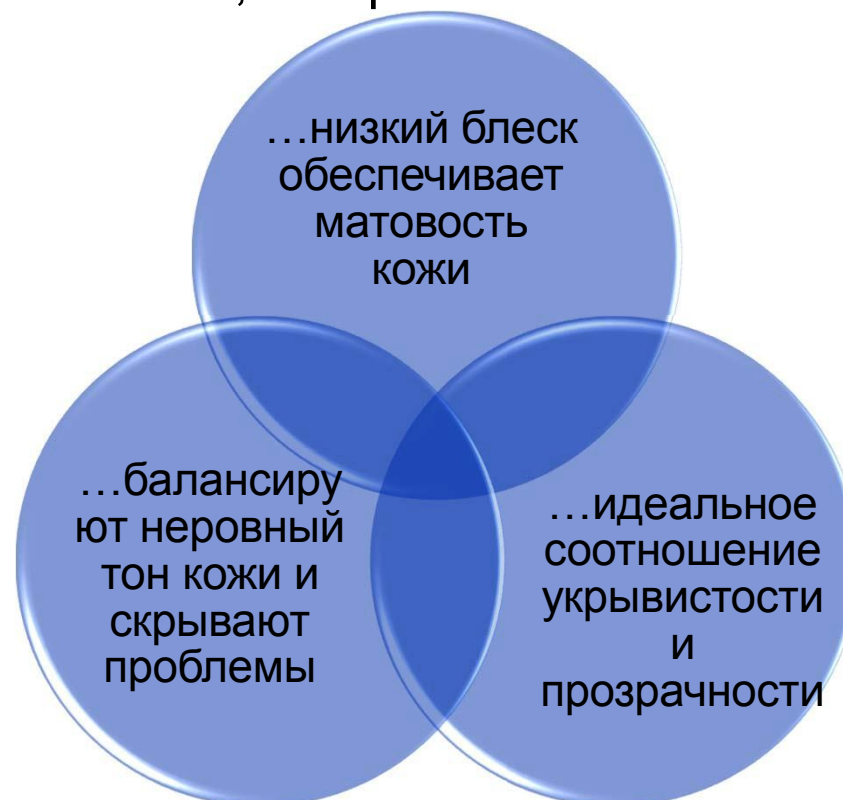 …низкий блеск
обеспечивает
матовость
кожи
…балансиру
ют неровный
тон кожи и
скрывают
проблемы
…идеальное
соотношение
укрывистости
и
прозрачности